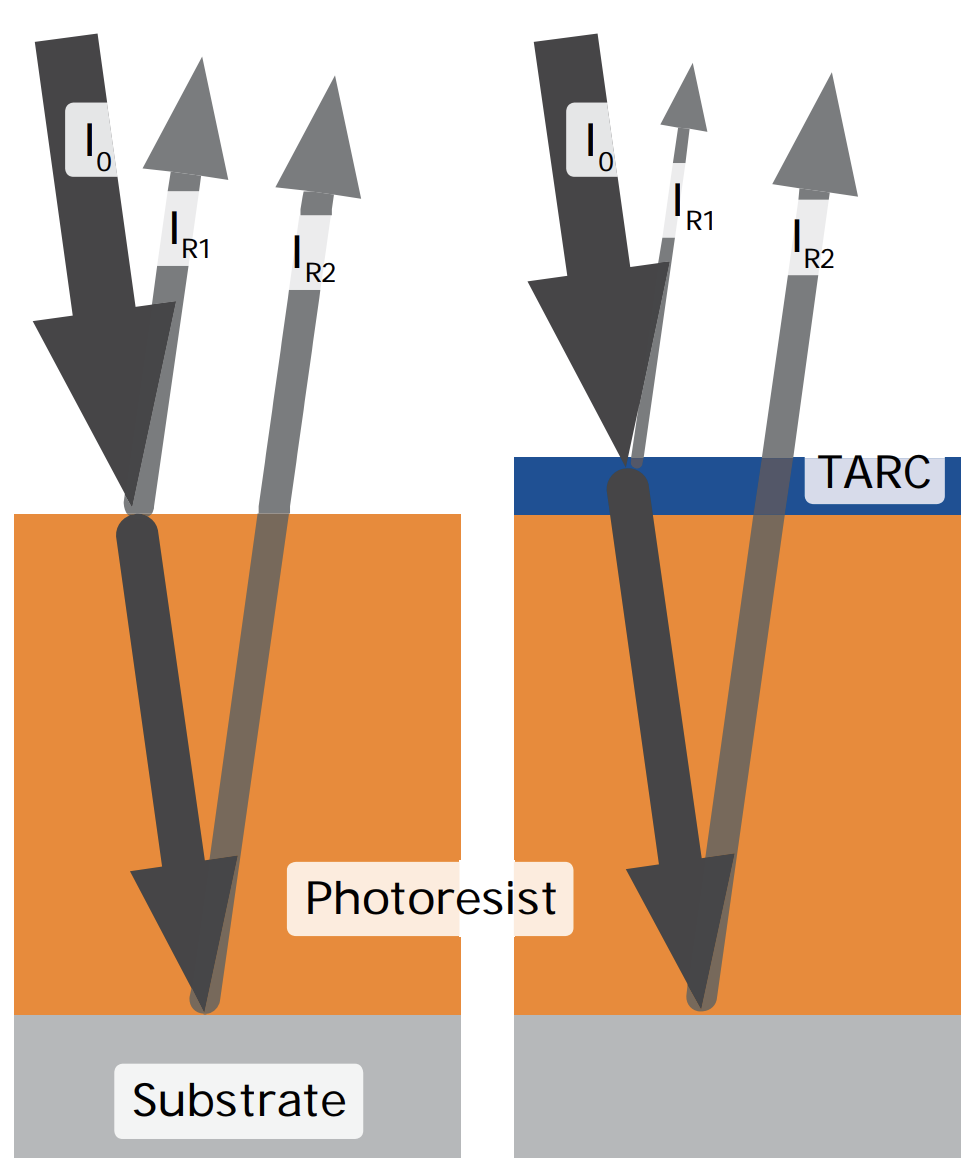 I0
IR1
IR2
I0
IR1
IR2
TARC
Photoresist
Substrate